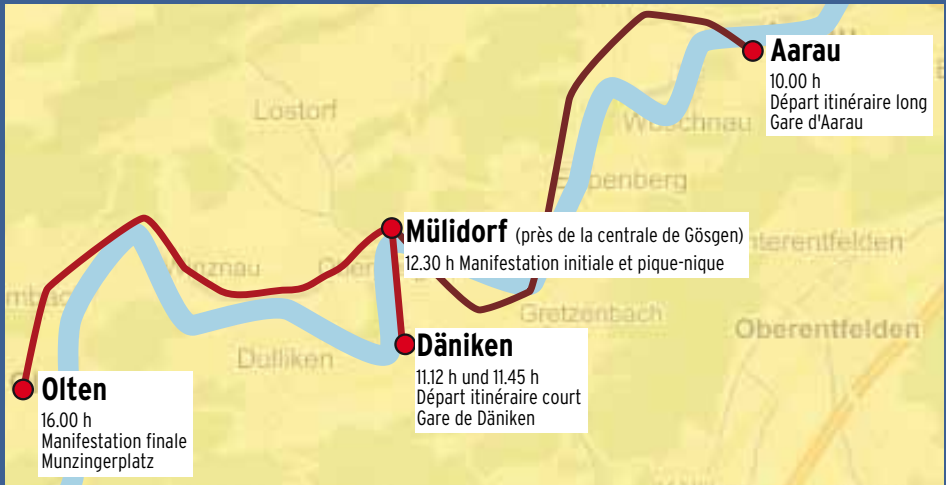 Aarau
10.00 h
Départ itinéraire long
Gare d'Aarau
Lostorf
Wöschnau
Mülidorf (près de la centrale de Gösgen)
12.30 h Manifestation initiale et pique-nique
Gretzenbach
Oberentfelden
Däniken
11.12 h und 11.45 h
Départ itinéraire court
Gare de Däniken
Dulliken
Olten
16.00 h
Manifestation finale
Munzingerplatz